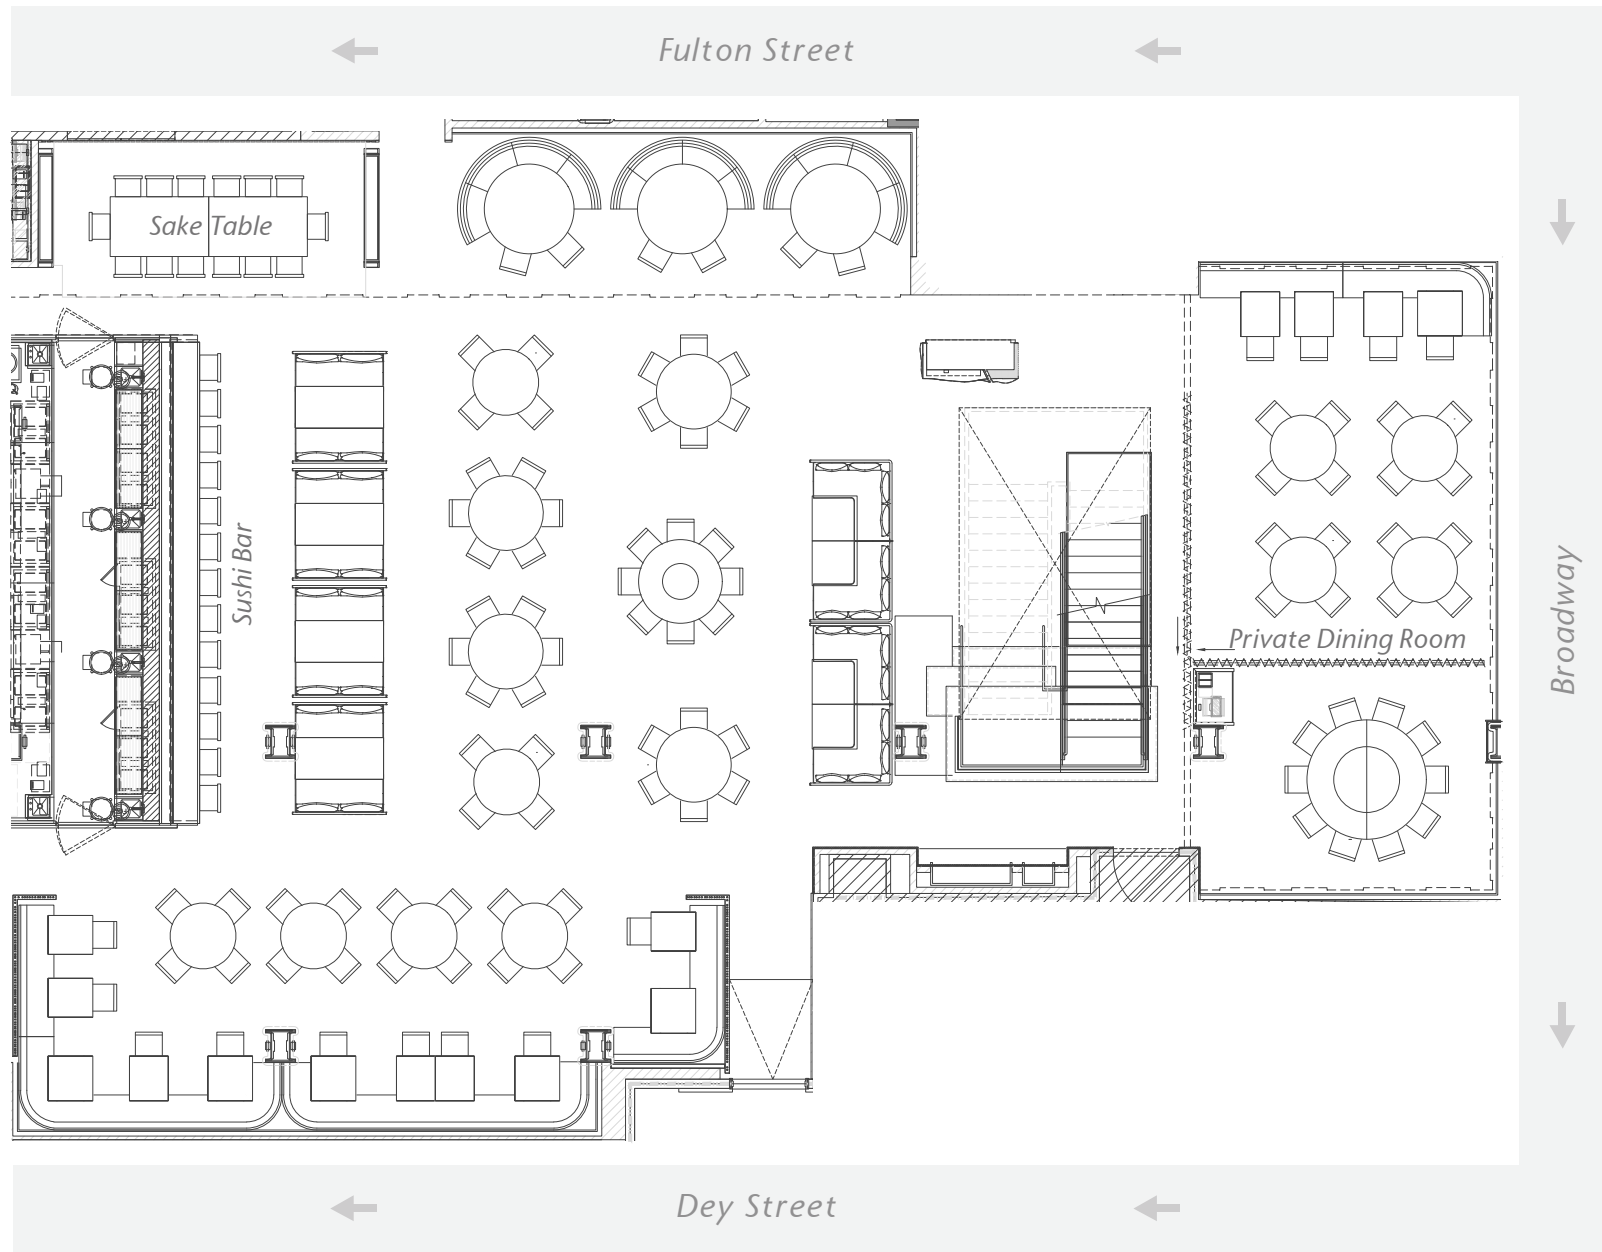 Fulton Street
Sake Table
Sushi Bar
Private Dining Room
Broadway
Dey Street